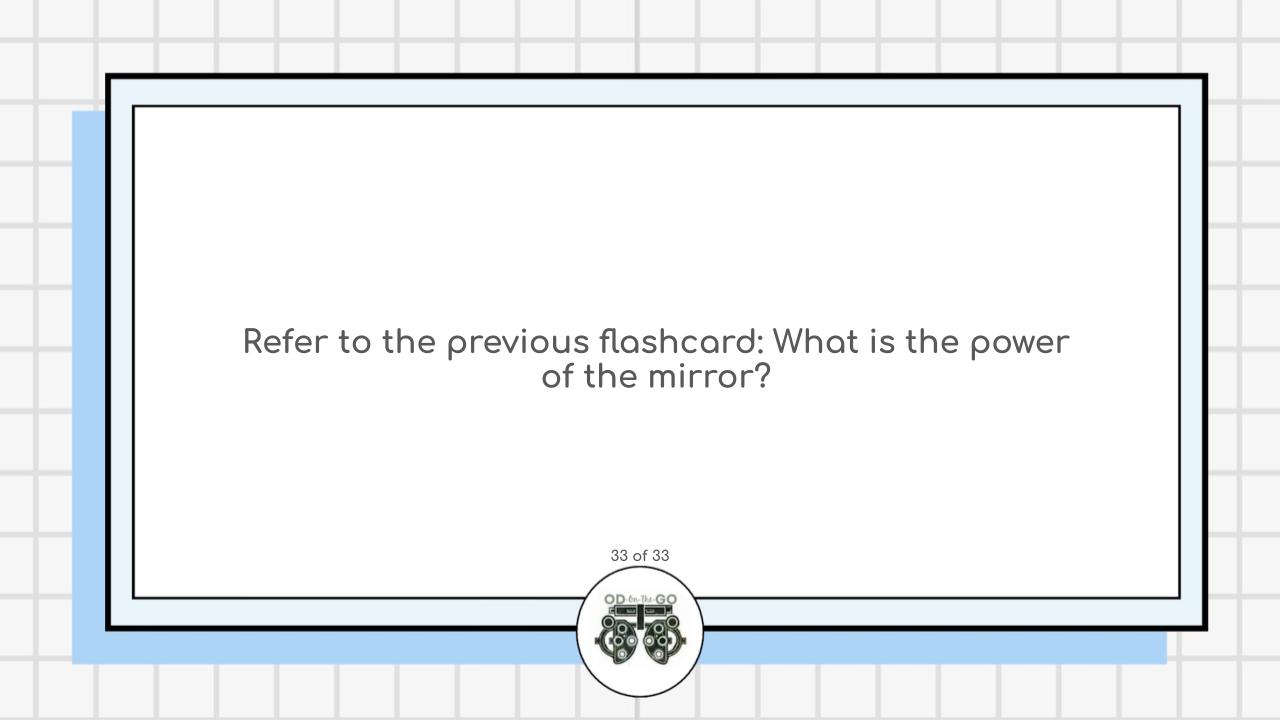 Refer to the previous flashcard: What is the power
of the mirror?
33 of 33
OD-On-The-GO